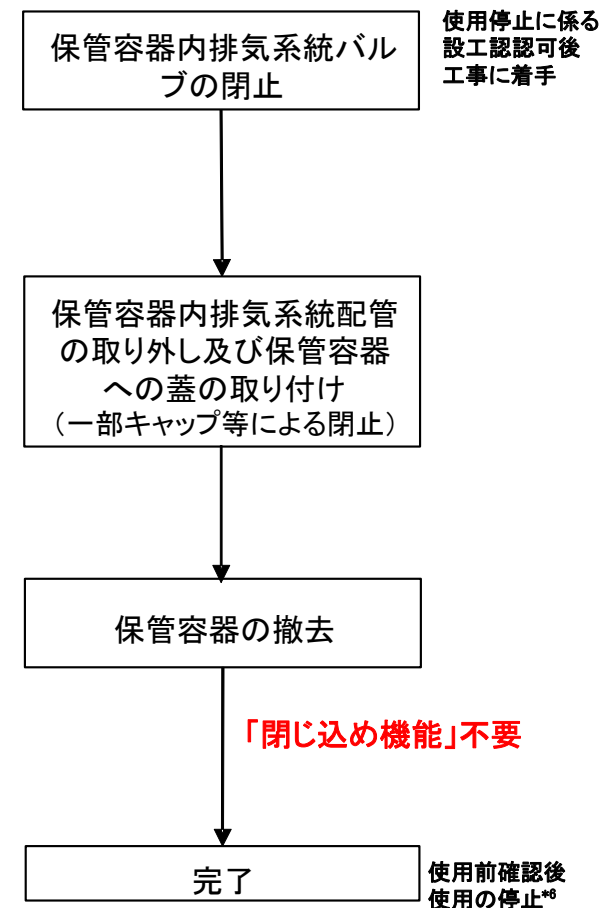 保管容器内排気系統バル
ブの閉止
使用停止に係る
設工認認可後
工事に着手
保管容器内排気系統配管
の取り外し及び保管容器
への蓋の取り付け
（一部キャップ等による閉止）
保管容器の撤去
「閉じ込め機能」不要
完了
使用前確認後
使用の停止*6